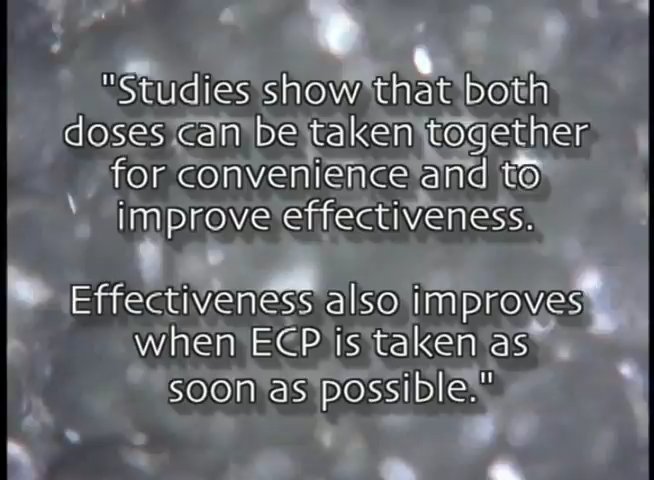 "Studies show that both
doses can be taken together
for convenience and to
improve effectiveness.
Effectiveness also improves
when ECP is taken as
soon as possible."